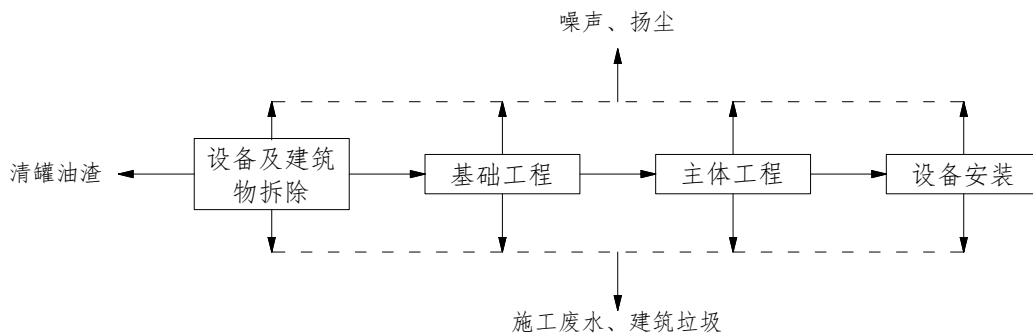 噪声、扬尘
清罐油渣
设备及建筑
物拆除
基础工程
主体工程
设备安装
施工废水、建筑垃圾